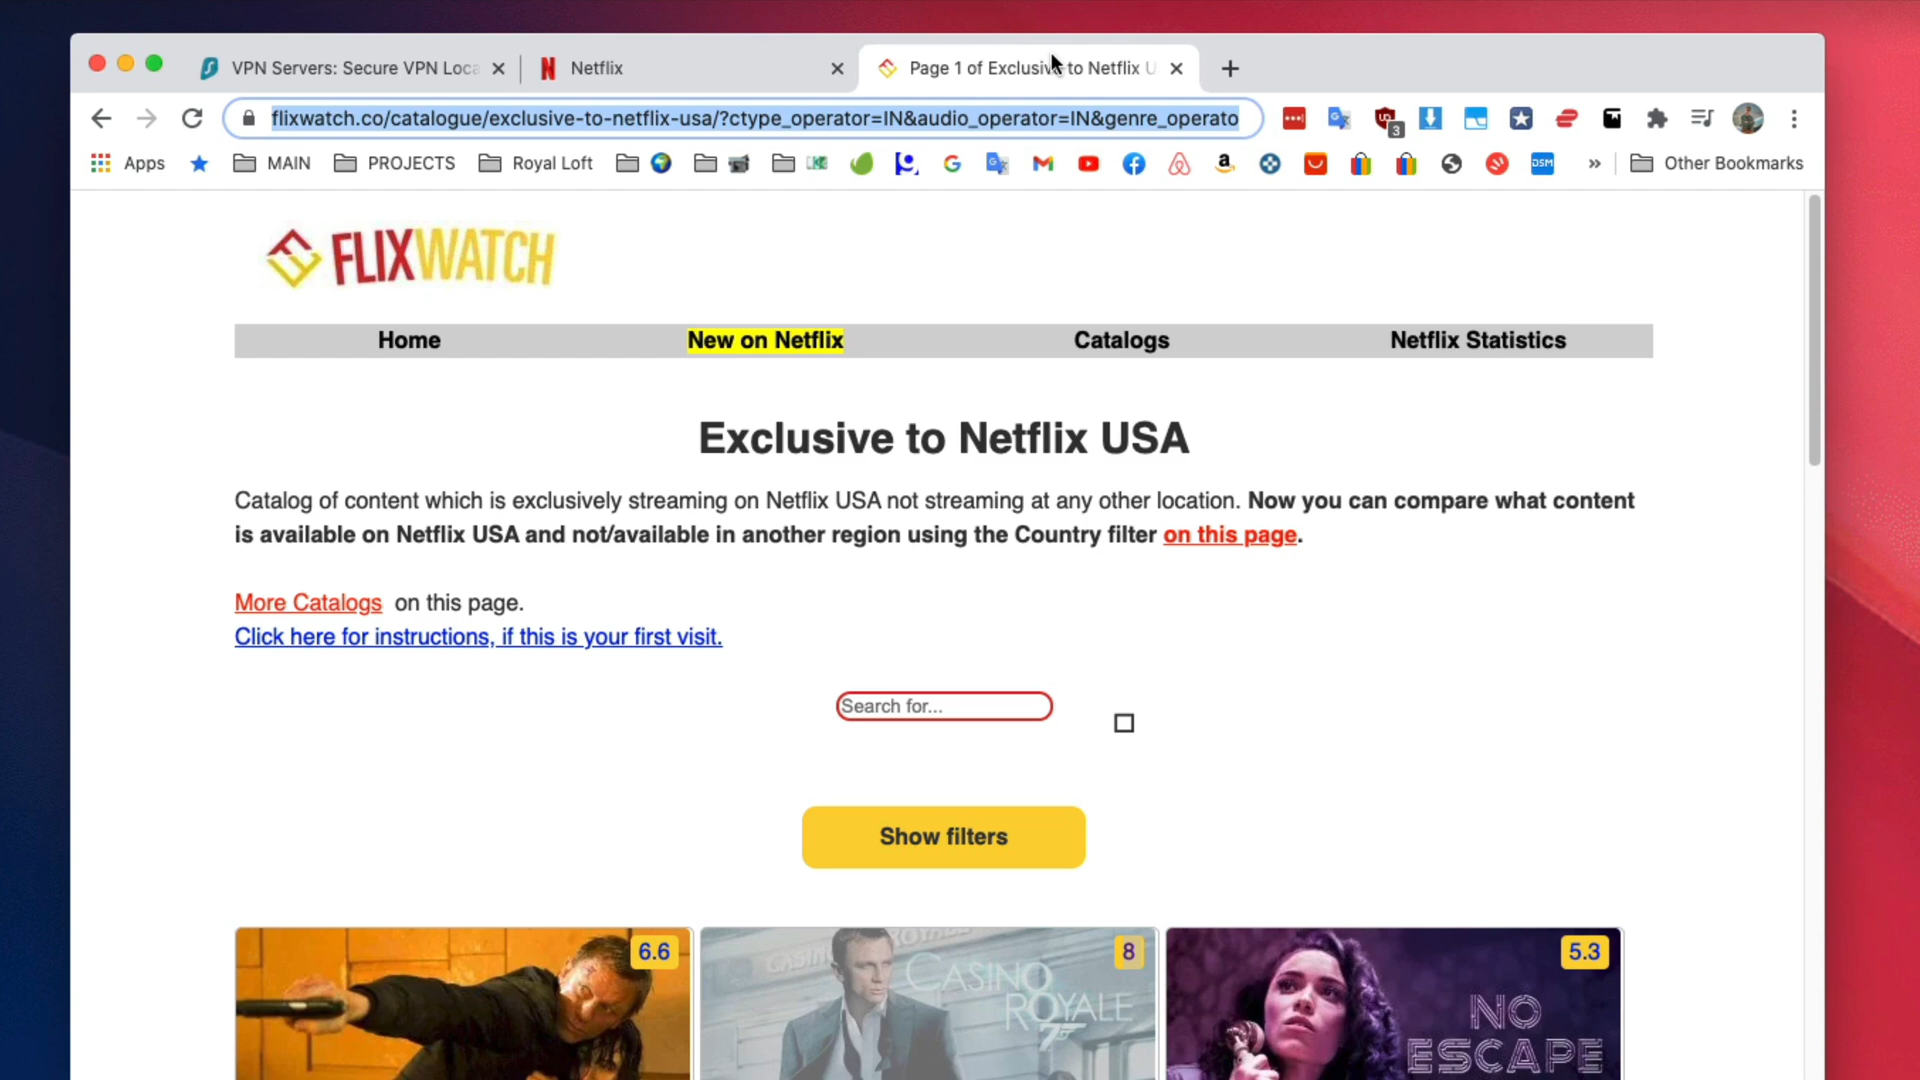 VPN Servers: Secure VPN Loca
Netflix
Page 1 of Exclusive to Netflix U
flixwatch.co/catalogue/exclusive-to-netflix-usa/?ctype_operator=IN&audio_operator=IN&genre_operato
3
Apps
MAIN
PROJECTS
Royal Loft
DSM
»
Other Bookmarks
FLIXWATCH
Home
New on Netflix
Catalogs
Netflix Statistics
Exclusive to Netflix USA
Catalog of content which is exclusively streaming on Netflix USA not streaming at any other location. Now you can compare what content
is available on Netflix USA and not/available in another region using the Country filter on this page.
More Catalogs on this page.
Click here for instructions, if this is your first visit.
Search for...
Show filters
6.6
8
5.3
CASINO
ROYALE
007
NO
ESCAPE